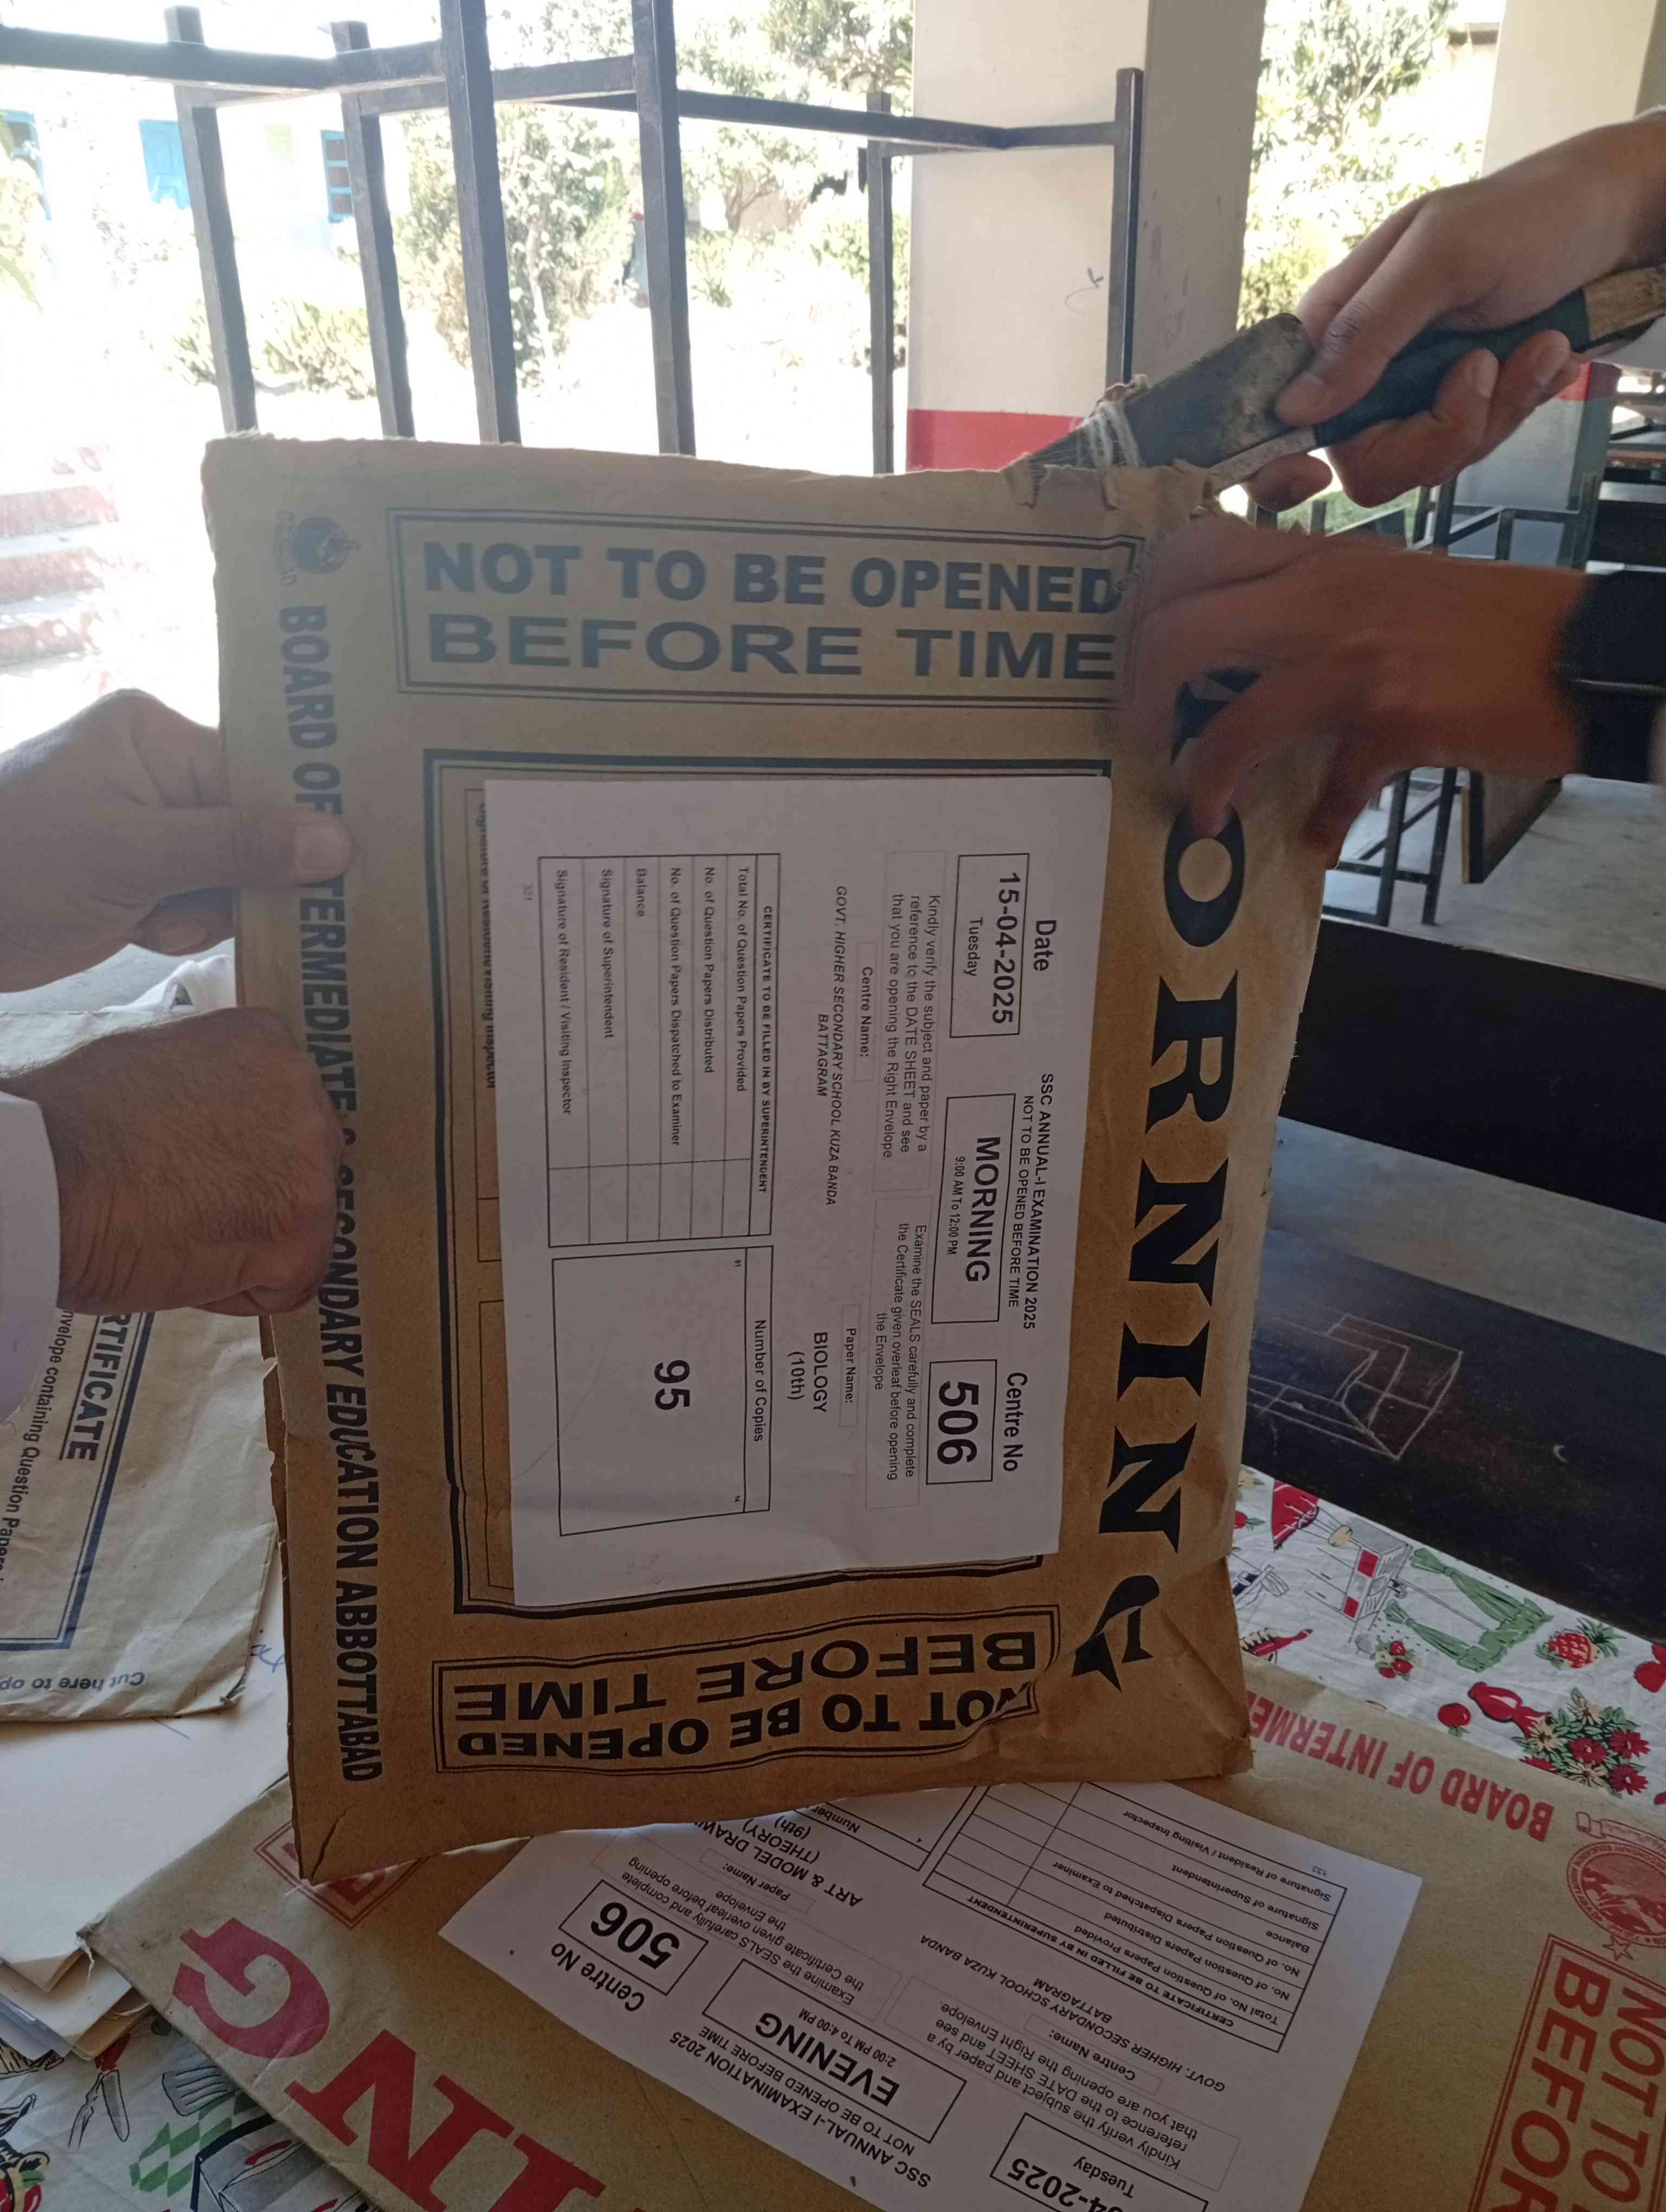 MORNING
NOT TO BE OPENED
BEFORE TIME
Date
15-04-2025
Tuesday
SSC ANNUAL-I EXAMINATION 2025
NOT TO BE OPENED BEFORE TIME
MORNING
9:00 AM To 12:00 PM
Centre No
506
Kindly verify the subject and paper by a
reference to the DATE SHEET and see
that you are opening the Right Envelope.
Examine the SEALS carefully and complete
the Certificate given overleaf before opening
the Envelope
Centre Name:
GOVT. HIGHER SECONDARY SCHOOL KUZA BANDA
BATTAGRAM
Paper Name:
BIOLOGY
(10th)
CERTIFICATE TO BE FILLED IN BY SUPERINTENDENT
Total No. of Question Papers Provided
No. of Question Papers Distributed
No. of Question Papers Dispatched to Examiner
Balance
Signature of Superintendent
Signature of Resident / Visiting Inspector
Number of Copies
95
321
NOT TO BE OPENED
BEFORE TIME
BOARD OF INTERMEDIATE & SECONDARY EDUCATION ABBOTTABAD
RTIFICATE
nvelope containing Question Papers
Cut here to op
BOARD OF INTERME
NOT TO
BEFOR
NING
04-2025
Tuesday
SSC ANNUAL-I EXAMINATION 2025
NOT TO BE OPENED BEFORE TIME
EVENING
2:00 PM To 4:00 PM
Centre No
506
Kindly verify the subject and paper by a
reference to the DATE SHEET and see
that you are opening the Right Envelope
Examine the SEALS carefully and complete
the Certificate given overleaf before opening
the Envelope
Centre Name:
GOVT. HIGHER SECONDARY SCHOOL KUZA BANDA
BATTAGRAM
Paper Name:
ART & MODEL DRAW
(THEORY)
(9th)
CERTIFICATE TO BE FILLED IN BY SUPERINTENDENT
Total No. of Question Papers Provided
No. of Question Papers Distributed
No. of Question Papers Dispatched to Examiner
Balance
Signature of Superintendent
Signature of Resident / Visiting Inspector
Number
133